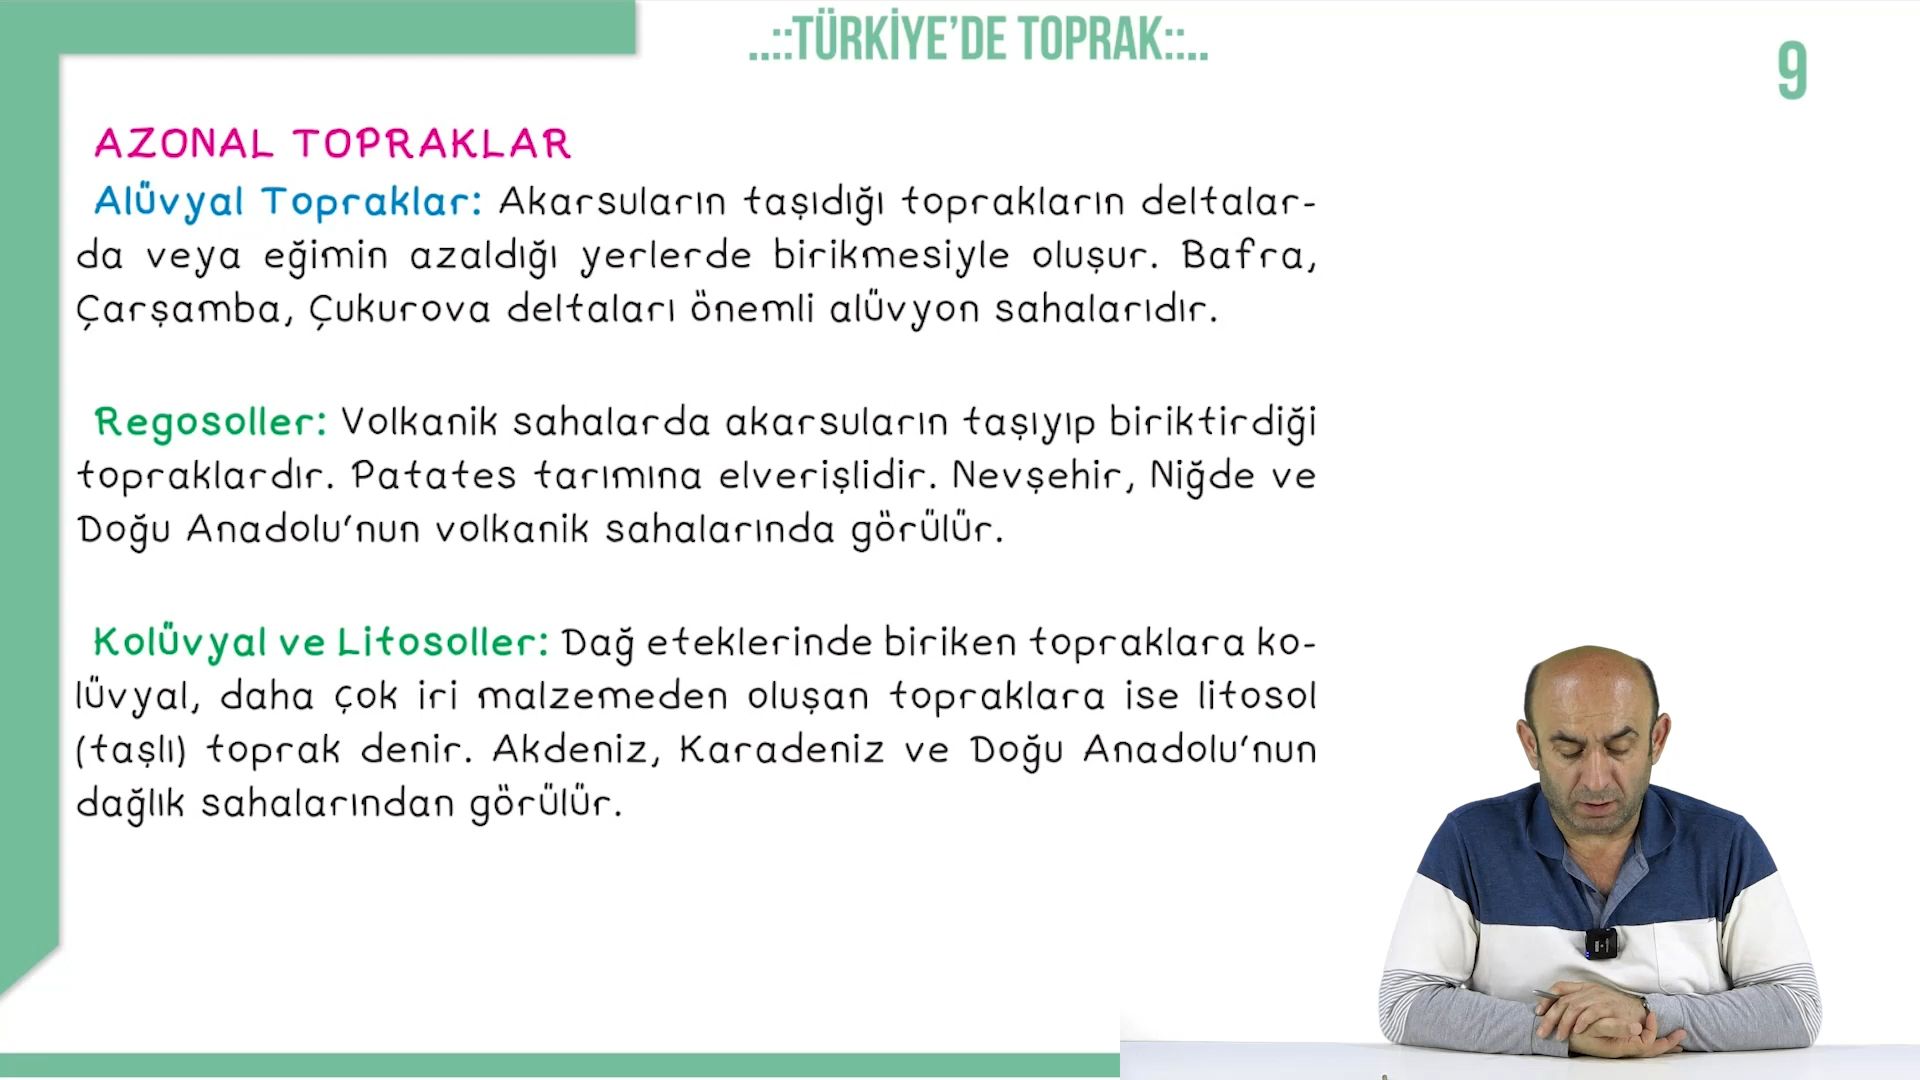 ..::TÜRKİYE'DE TOPRAK::..
9
AZONAL TOPRAKLAR
Alüvyal Topraklar: Akarsuların taşıdığı toprakların deltalar-
da veya eğimin azaldığı yerlerde birikmesiyle oluşur. Bafra,
Çarşamba, Çukurova deltaları önemli alüvyon sahalarıdır.
Regosoller: Volkanik sahalarda akarsuların taşıyıp biriktirdiği
topraklardır. Patates tarımına elverişlidir. Nevşehir, Niğde ve
Doğu Anadolu'nun volkanik sahalarında görülür.
Kolüvyal ve Litosoller: Dağ eteklerinde biriken topraklara ko-
lüvyal, daha çok iri malzemeden oluşan topraklara ise litosol
(taşlı) toprak denir. Akdeniz, Karadeniz ve Doğu Anadolu'nun
dağlık sahalarından görülür.